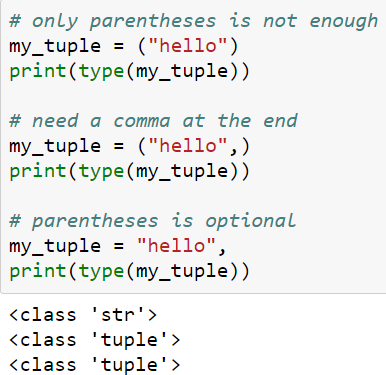 # only parentheses is not enough
my_tuple = ("hello")
print(type(my_tuple))
# need a comma at the end
my_tuple = ("hello",)
print(type(my_tuple))
# parentheses is optional
my_tuple = "hello",
print(type(my_tuple))
<class 'str'>
<class 'tuple'>
<class 'tuple'>